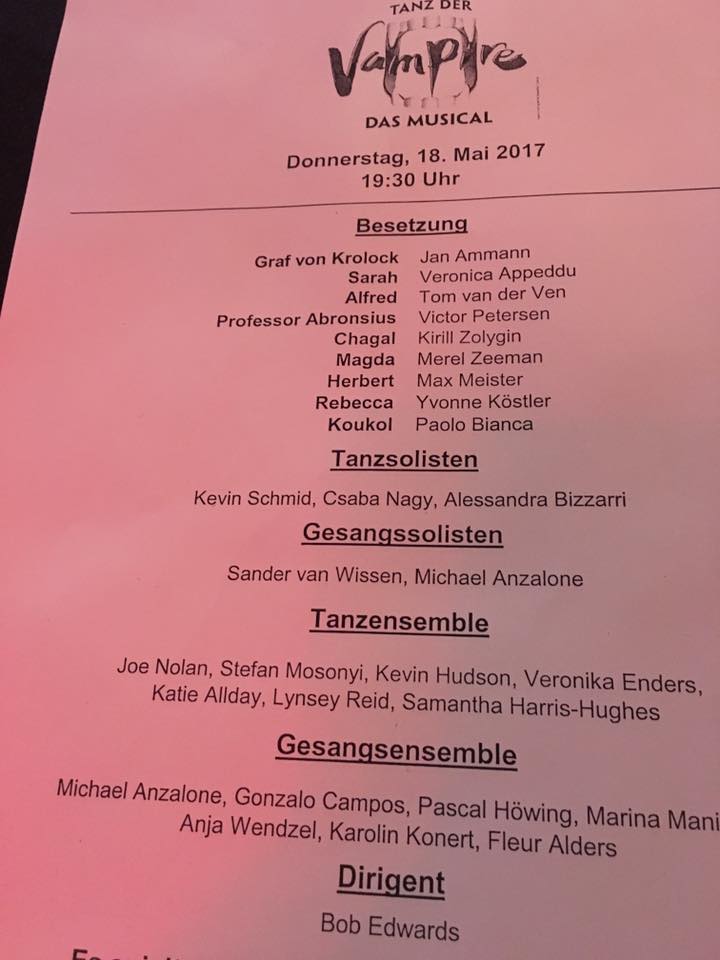 TANZ DER
Vampire
DAS MUSICAL
Donnerstag, 18. Mai 2017
19:30 Uhr
Besetzung
Graf von Krolock Jan Ammann
Sarah Veronica Appeddu
Alfred Tom van der Ven
Professor Abronsius Victor Petersen
Chagal Kirill Zolygin
Magda Merel Zeeman
Herbert Max Meister
Rebecca Yvonne Köstler
Koukol Paolo Bianca
Tanzsolisten
Kevin Schmid, Csaba Nagy, Alessandra Bizzarri
Gesangssolisten
Sander van Wissen, Michael Anzalone
Tanzensemble
Joe Nolan, Stefan Mosonyi, Kevin Hudson, Veronika Enders,
Katie Allday, Lynsey Reid, Samantha Harris-Hughes
Gesangsensemble
Michael Anzalone, Gonzalo Campos, Pascal Höwing, Marina Mani
Anja Wendzel, Karolin Konert, Fleur Alders
Dirigent
Bob Edwards